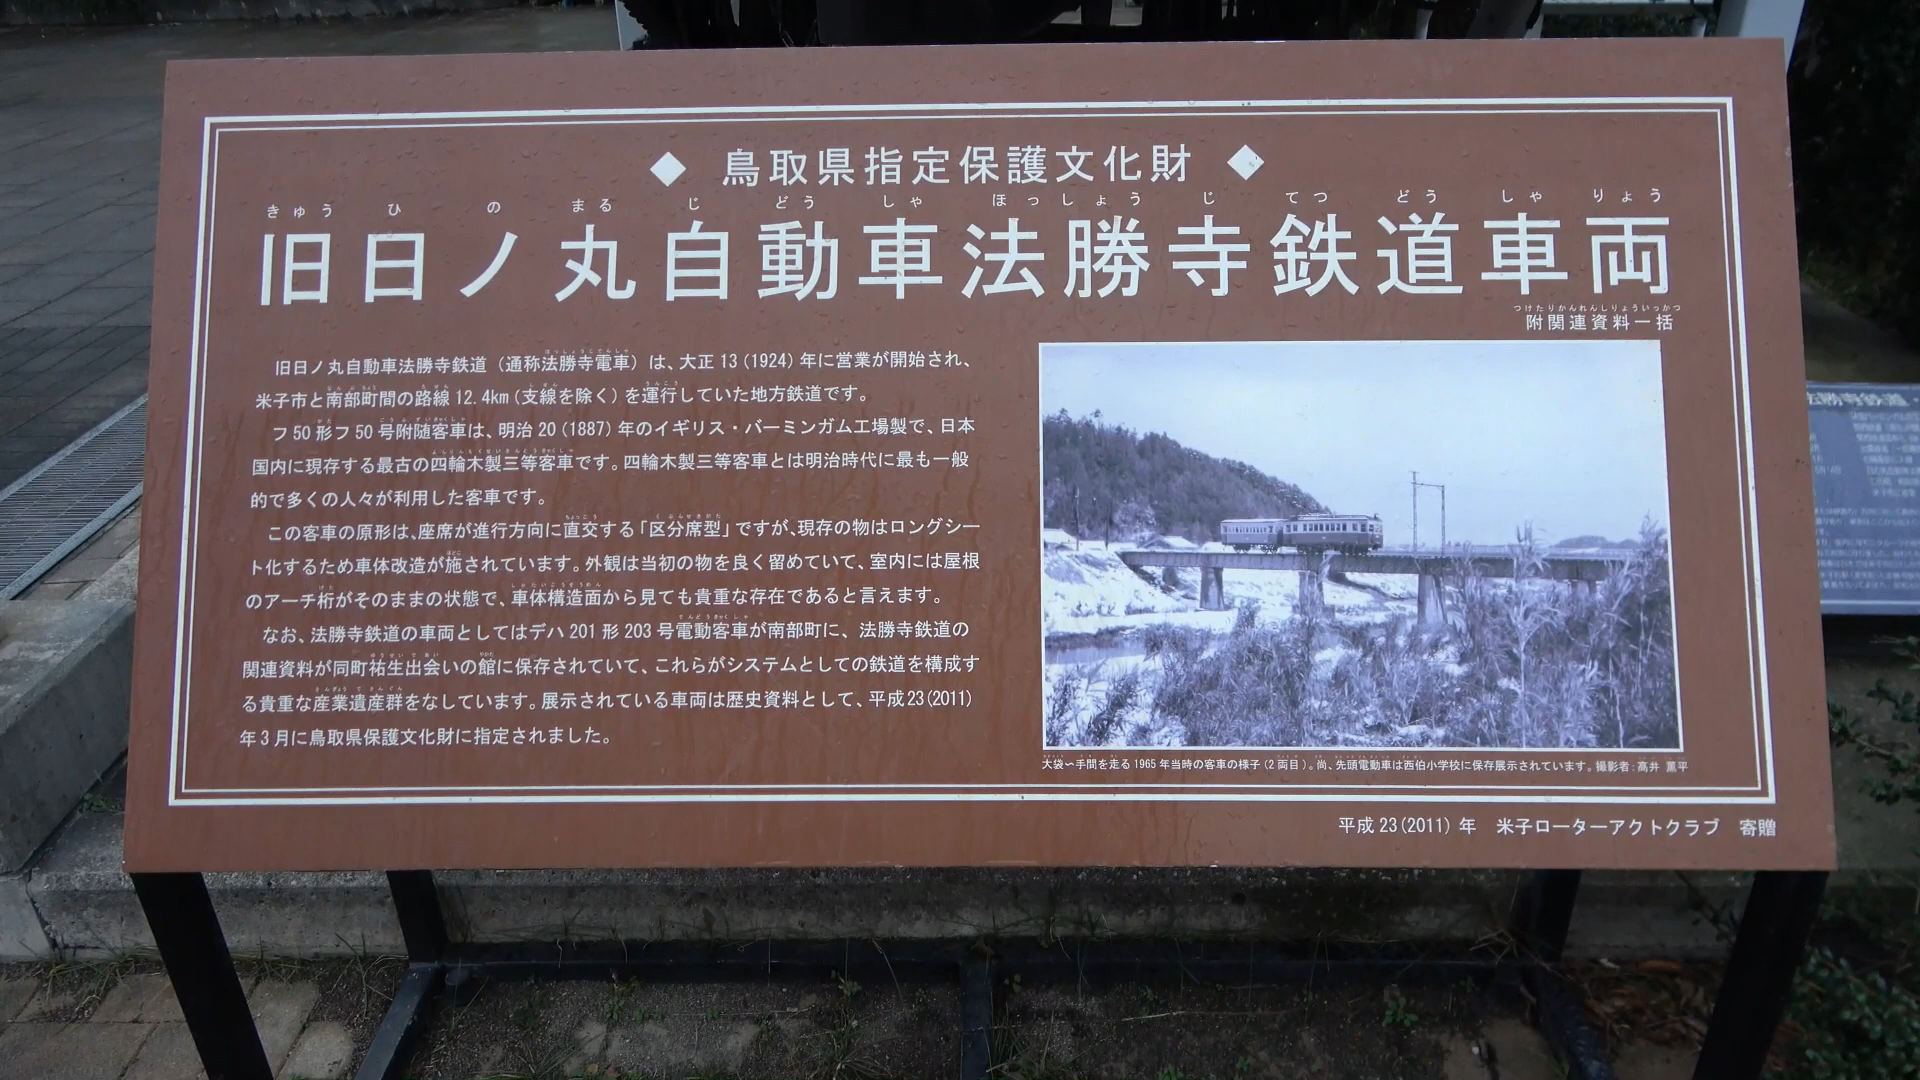 ◆ 鳥取県指定保護文化財 ◆
きゅう ひ の まる じ どう しゃ ほっ しょう じ てつ どう しゃ りょう
旧日ノ丸自動車法勝寺鉄道車両
つけたりかんれんしりょういっかつ
附関連資料一括
旧日ノ丸自動車法勝寺鉄道（通称法勝寺電車）は、大正13（1924）年に営業が開始され、
米子市と南部町間の路線12.4km（支線を除く）を運行していた地方鉄道です。
フ50形フ50号附随客車は、明治20（1887）年のイギリス・バーミンガム工場製で、日本
国内に現存する最古の四輪木製三等客車です。四輪木製三等客車とは明治時代に最も一般
的で多くの人々が利用した客車です。
この客車の原形は、座席が進行方向に直交する「区分席型」ですが、現存の物はロングシー
ト化するため車体改造が施されています。外観は当初の物を良く留めていて、室内には屋根
のアーチ桁がそのままの状態で、車体構造面から見ても貴重な存在であると言えます。
なお、法勝寺鉄道の車両としてはデハ201形203号電動客車が南部町に、法勝寺鉄道の
関連資料が同町祐生出会いの館に保存されていて、これらがシステムとしての鉄道を構成す
る貴重な産業遺産群をなしています。展示されている車両は歴史資料として、平成23（2011）
年3月に鳥取県保護文化財に指定されました。
大袋〜手間を走る1965年当時の客車の様子（2両目）。尚、先頭電動車は西伯小学校に保存展示されています。撮影者：髙井 薫平
平成23（2011）年 米子ローターアクトクラブ 寄贈